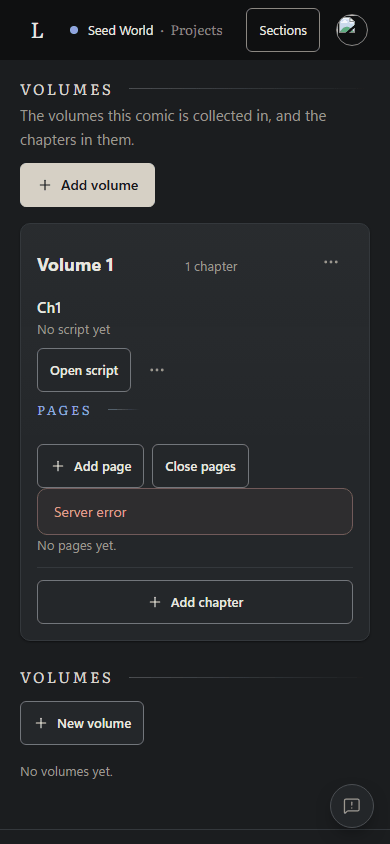 L
Seed World · Projects
Sections
VOLUMES
The volumes this comic is collected in, and the
chapters in them.
+ Add volume
Volume 1
1 chapter
...
Ch1
No script yet
Open script
...
PAGES
+ Add page
Close pages
Server error
No pages yet.
+ Add chapter
VOLUMES
+ New volume
No volumes yet.